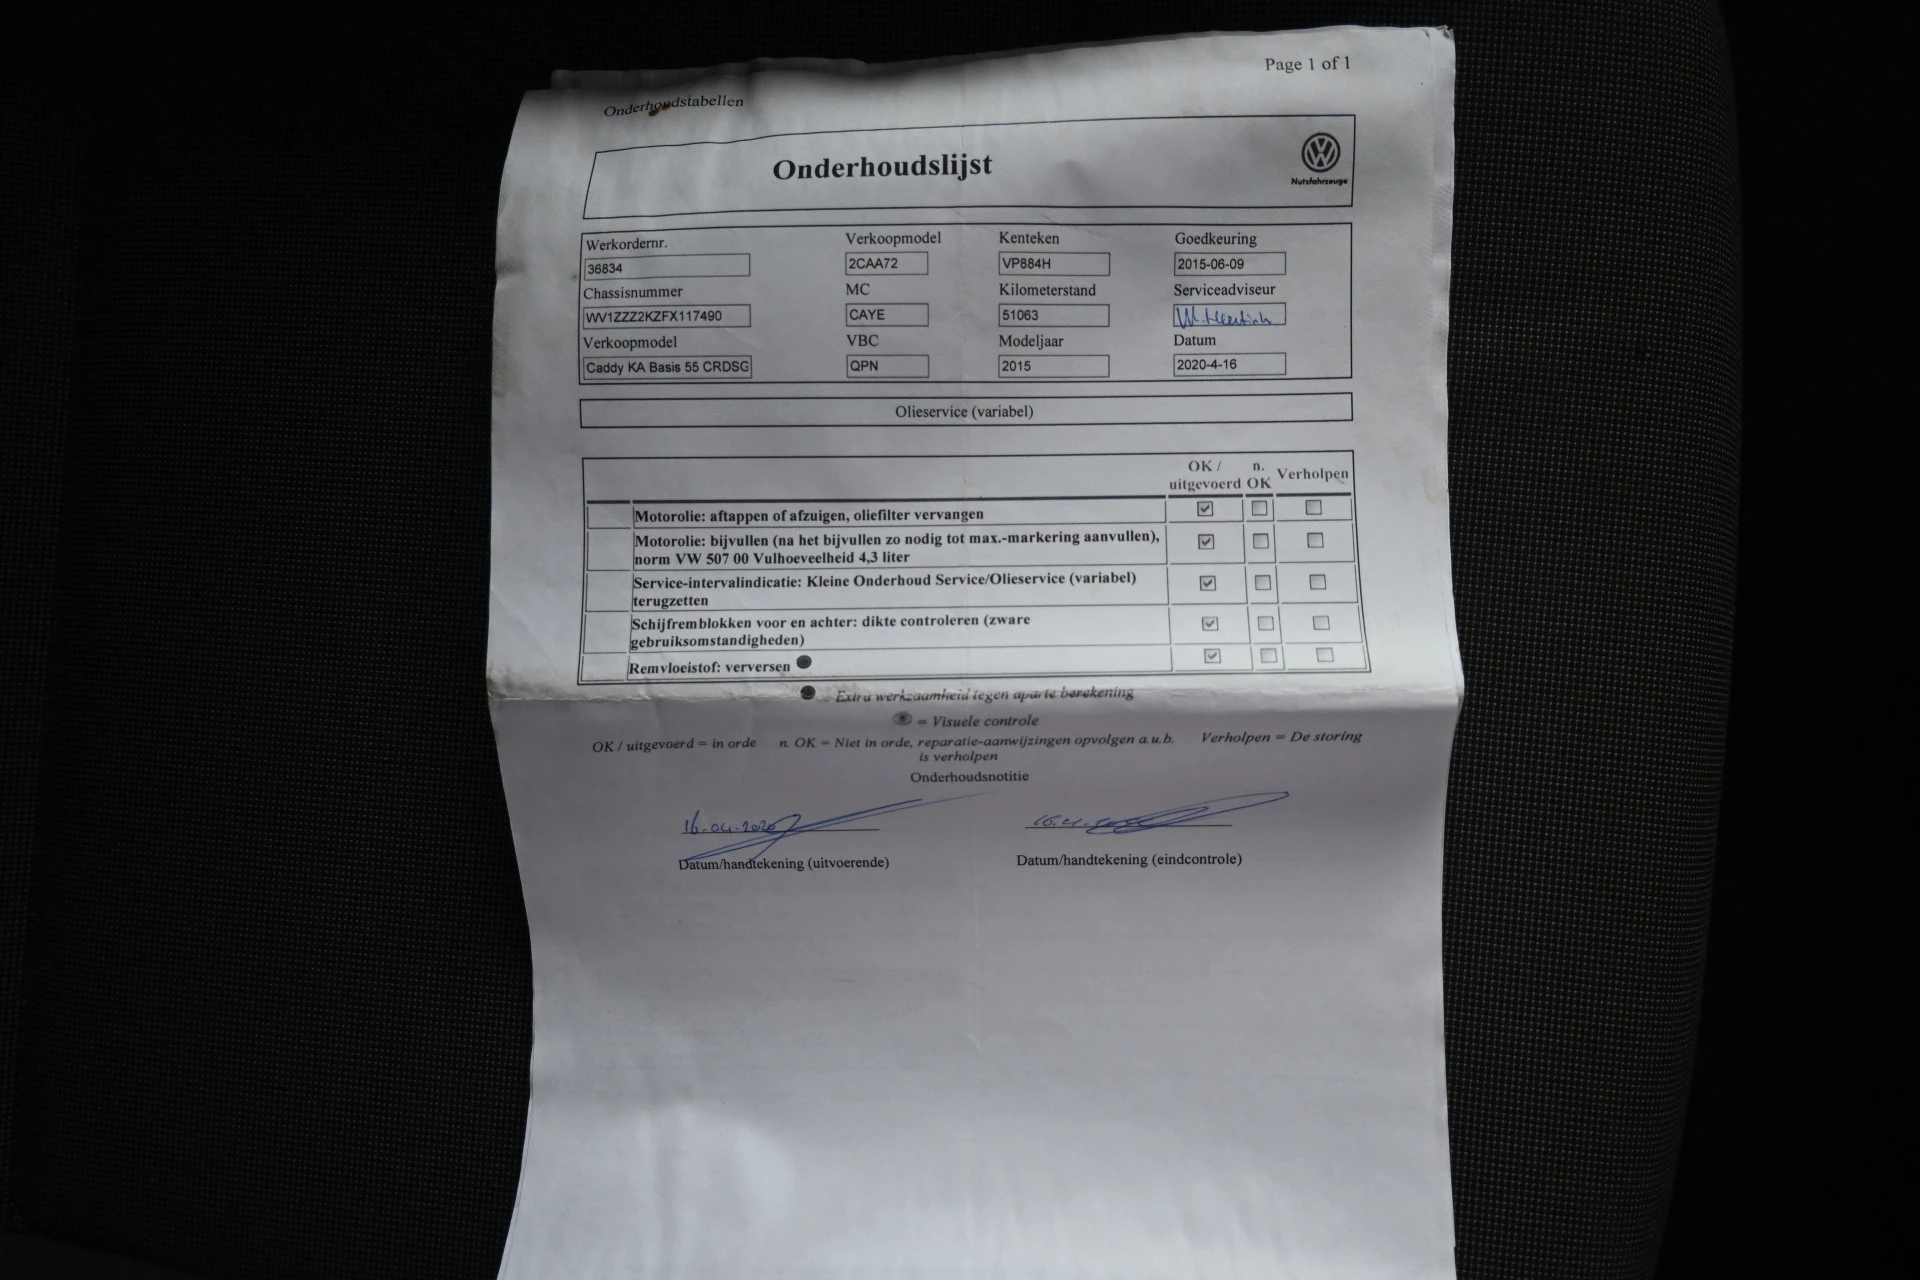 Page 1 of 1
Onderhoudstabellen
Onderhoudslijst
Nutzfahrzeuge
Werkordernr. Verkoopmodel Kenteken Goedkeuring
36834 2CAA72 VP884H 2015-06-09
Chassisnummer MC Kilometerstand Serviceadviseur
WV1ZZZ2KZFX117490 CAYE 51063
Verkoopmodel VBC Modeljaar Datum
Caddy KA Basis 55 CRDSG QPN 2015 2020-4-16
Olieservice (variabel)
OK / n. Verholpen
uitgevoerd OK
Motorolie: aftappen of afzuigen, oliefilter vervangen
Motorolie: bijvullen (na het bijvullen zo nodig tot max.-markering aanvullen),
norm VW 507 00 Vulhoeveelheid 4,3 liter
Service-intervalindicatie: Kleine Onderhoud Service/Olieservice (variabel)
terugzetten
Schijfremblokken voor en achter: dikte controleren (zware
gebruiksomstandigheden)
Remvloeistof: verversen
Extra werkzaamheid tegen aparte berekening
= Visuele controle
OK / uitgevoerd = in orde n. OK = Niet in orde, reparatie-aanwijzingen opvolgen a.u.b. Verholpen = De storing
is verholpen
Onderhoudsnotitie
16-04-2020
Datum/handtekening (uitvoerende) Datum/handtekening (eindcontrole)